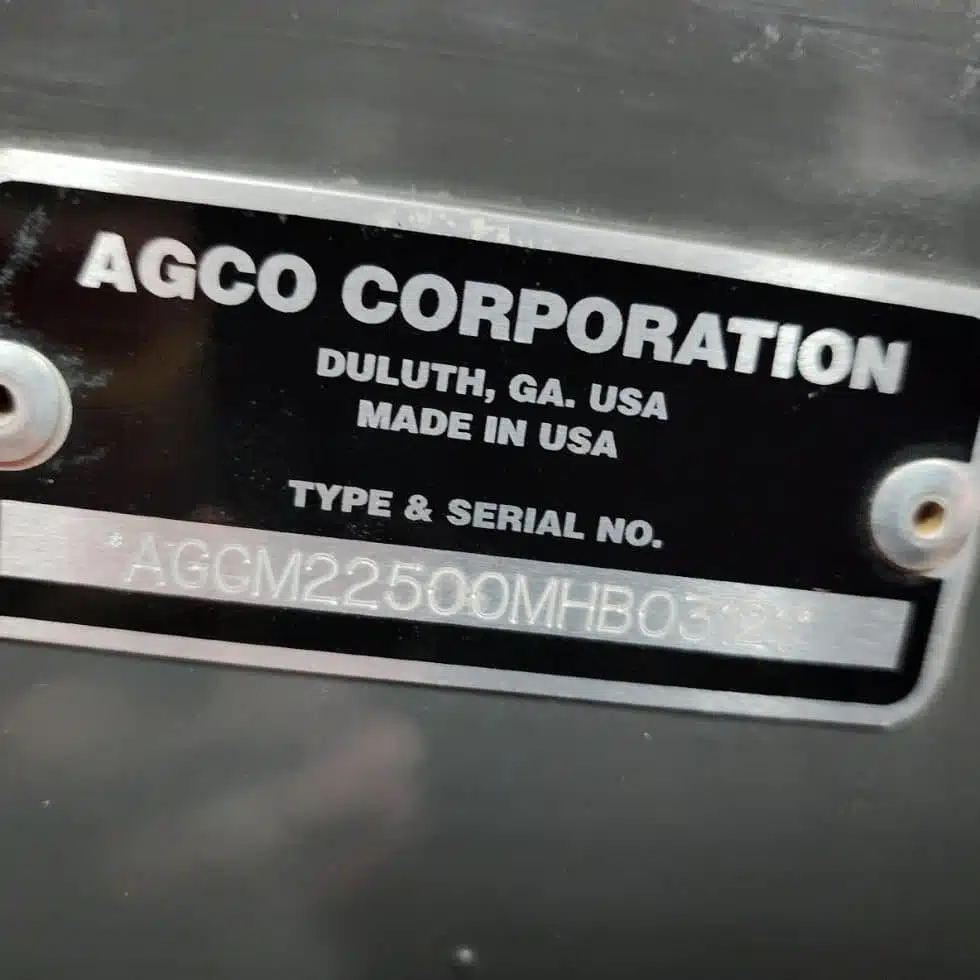 AGCO CORPORATION
DULUTH, GA. USA
MADE IN USA
TYPE & SERIAL NO.